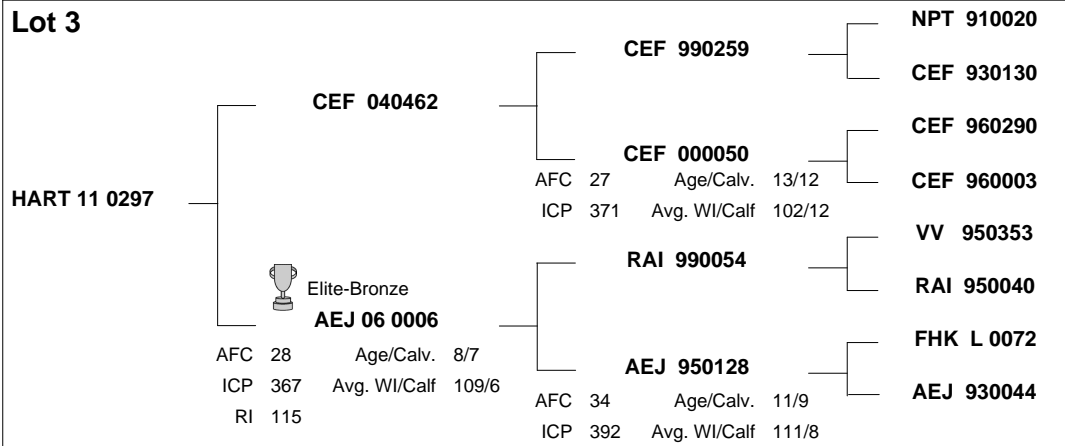 Lot 3
NPT 910020
CEF 990259
CEF 930130
CEF 040462
CEF 960290
CEF 000050
AFC 27 Age/Calv. 13/12
CEF 960003
ICP 371 Avg. WI/Calf 102/12
HART 11 0297
VV 950353
RAI 990054
Elite-Bronze
RAI 950040
AEJ 06 0006
FHK L 0072
AFC 28 Age/Calv. 8/7
AEJ 950128
ICP 367 Avg. WI/Calf 109/6
AEJ 930044
AFC 34 Age/Calv. 11/9
RI 115
ICP 392 Avg. WI/Calf 111/8